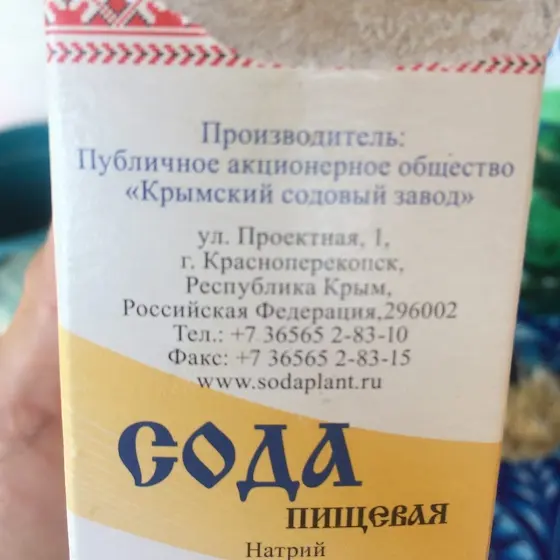 Производитель:
Публичное акционерное общество
«Крымский содовый завод»
ул. Проектная, 1,
г. Красноперекопск,
Республика Крым,
Российская Федерация,296002
Тел.: +7 36565 2-83-10
Факс: +7 36565 2-83-15
www.sodaplant.ru
СОДА
ПИЩЕВАЯ
Натрий